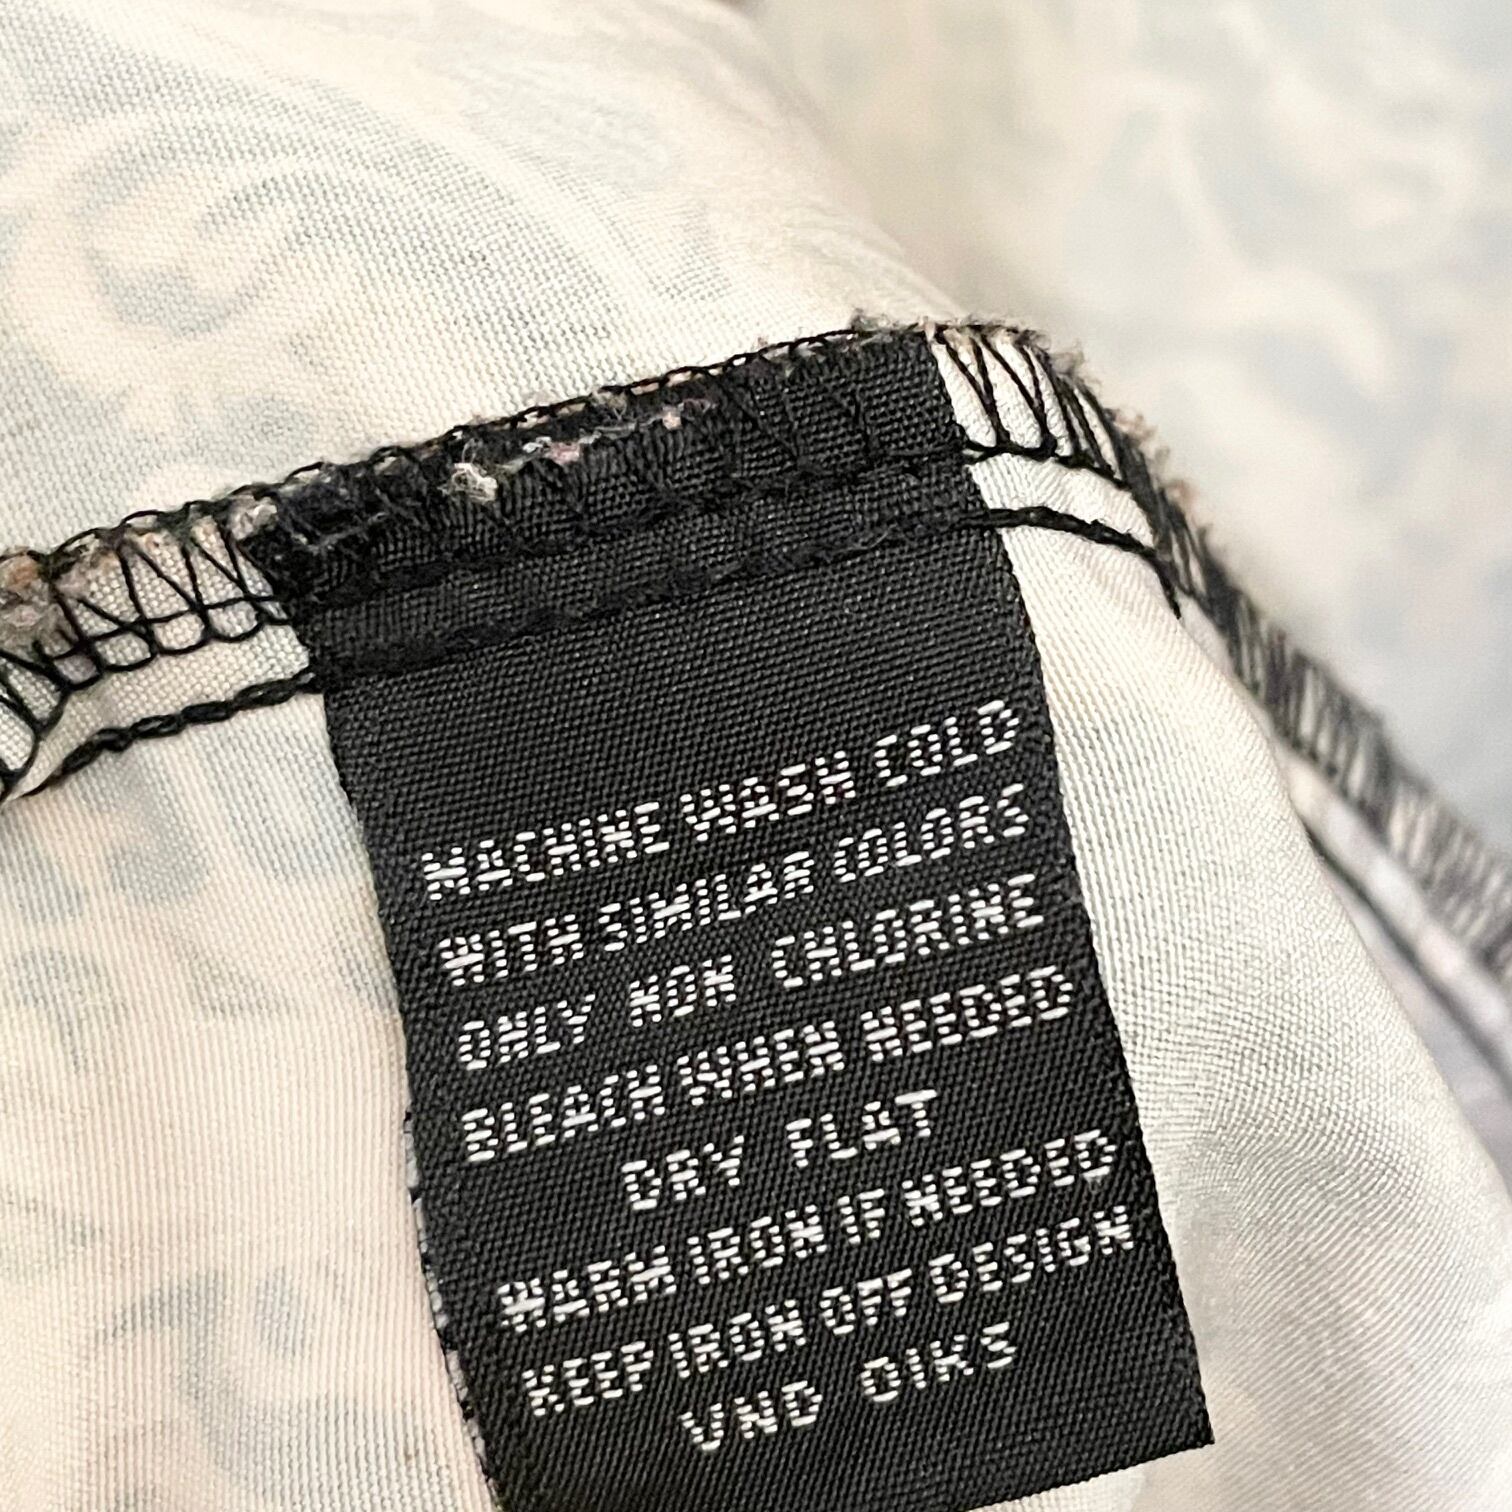 MACHINE WASH COLD
WITH SIMILAR COLORS
ONLY NON CHLORINE
BLEACH WHEN NEEDED
DRY FLAT
WARM IRON IF NEEDED
KEEP IRON OFF DESIGN
VND OIKS